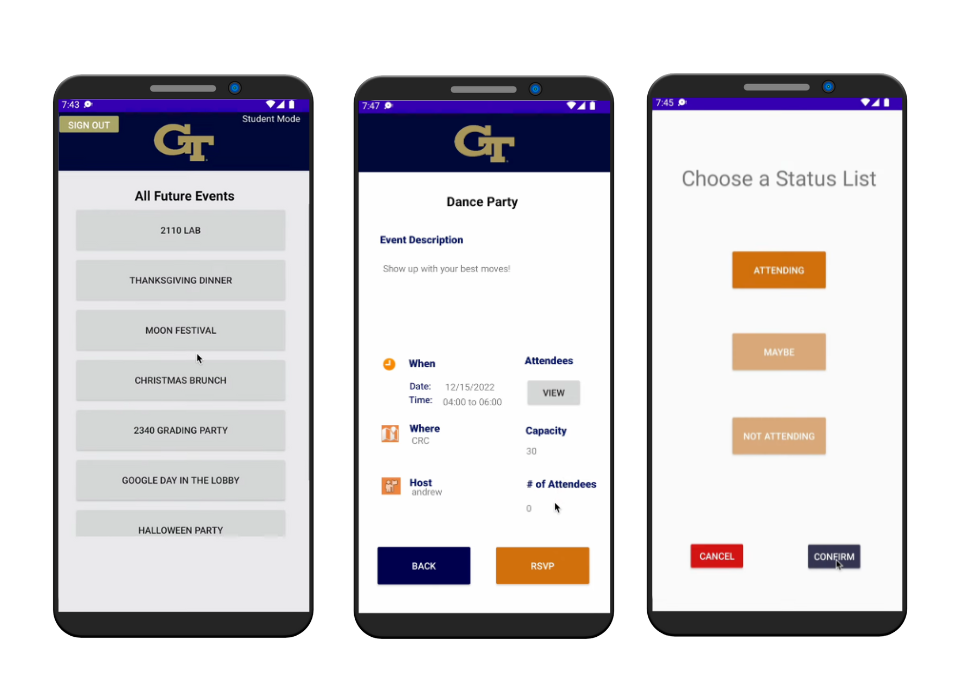 7:43
SIGN OUT
Student Mode
GT
All Future Events
2110 LAB
THANKSGIVING DINNER
MOON FESTIVAL
CHRISTMAS BRUNCH
2340 GRADING PARTY
GOOGLE DAY IN THE LOBBY
HALLOWEEN PARTY
7:47
GT
Dance Party
Event Description
Show up with your best moves!
When
Date: 12/15/2022
Time: 04:00 to 06:00
Attendees
VIEW
Where
CRC
Capacity
30
Host
andrew
# of Attendees
0
BACK
RSVP
7:45
Choose a Status List
ATTENDING
MAYBE
NOT ATTENDING
CANCEL
CONFIRM